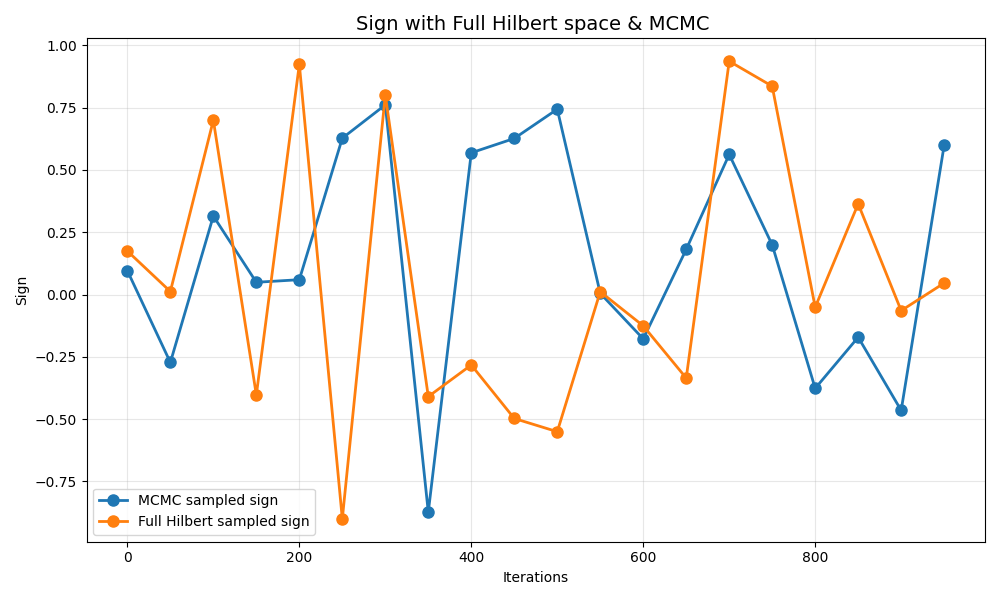 Sign with Full Hilbert space & MCMC
1.00
0.75
0.50
0.25
0.00
−0.25
−0.50
−0.75
Sign
MCMC sampled sign
Full Hilbert sampled sign
0 200 400 600 800
Iterations